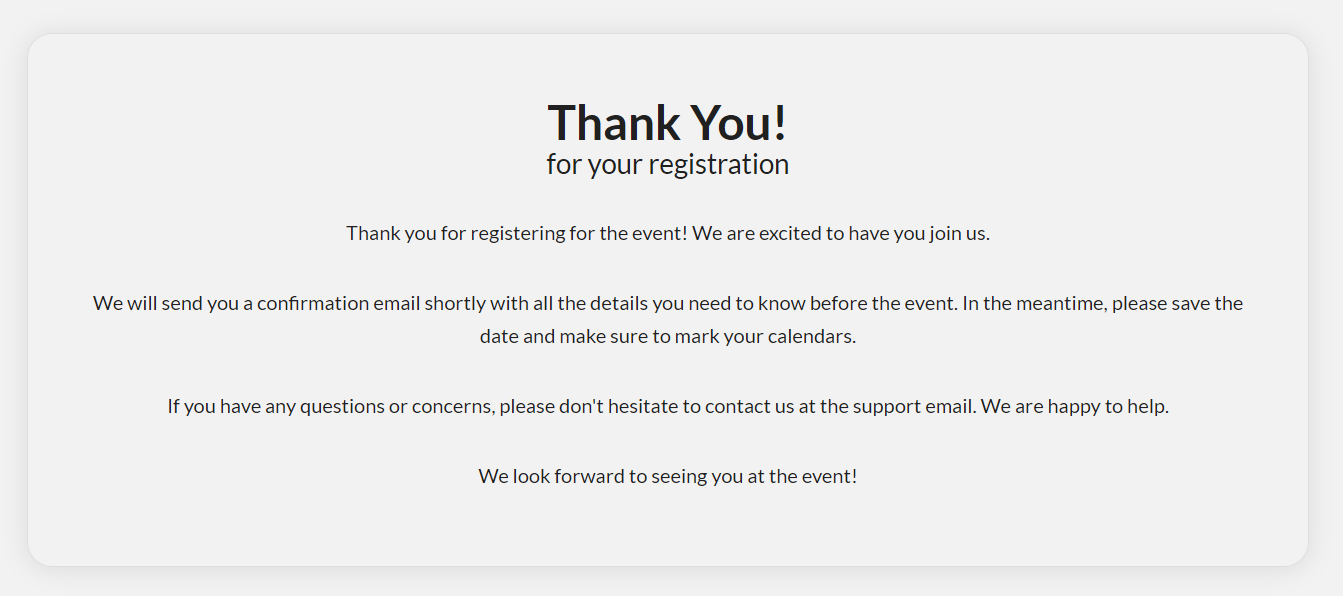 Thank You!
for your registration
Thank you for registering for the event! We are excited to have you join us.
We will send you a confirmation email shortly with all the details you need to know before the event. In the meantime, please save the
date and make sure to mark your calendars.
If you have any questions or concerns, please don't hesitate to contact us at the support email. We are happy to help.
We look forward to seeing you at the event!